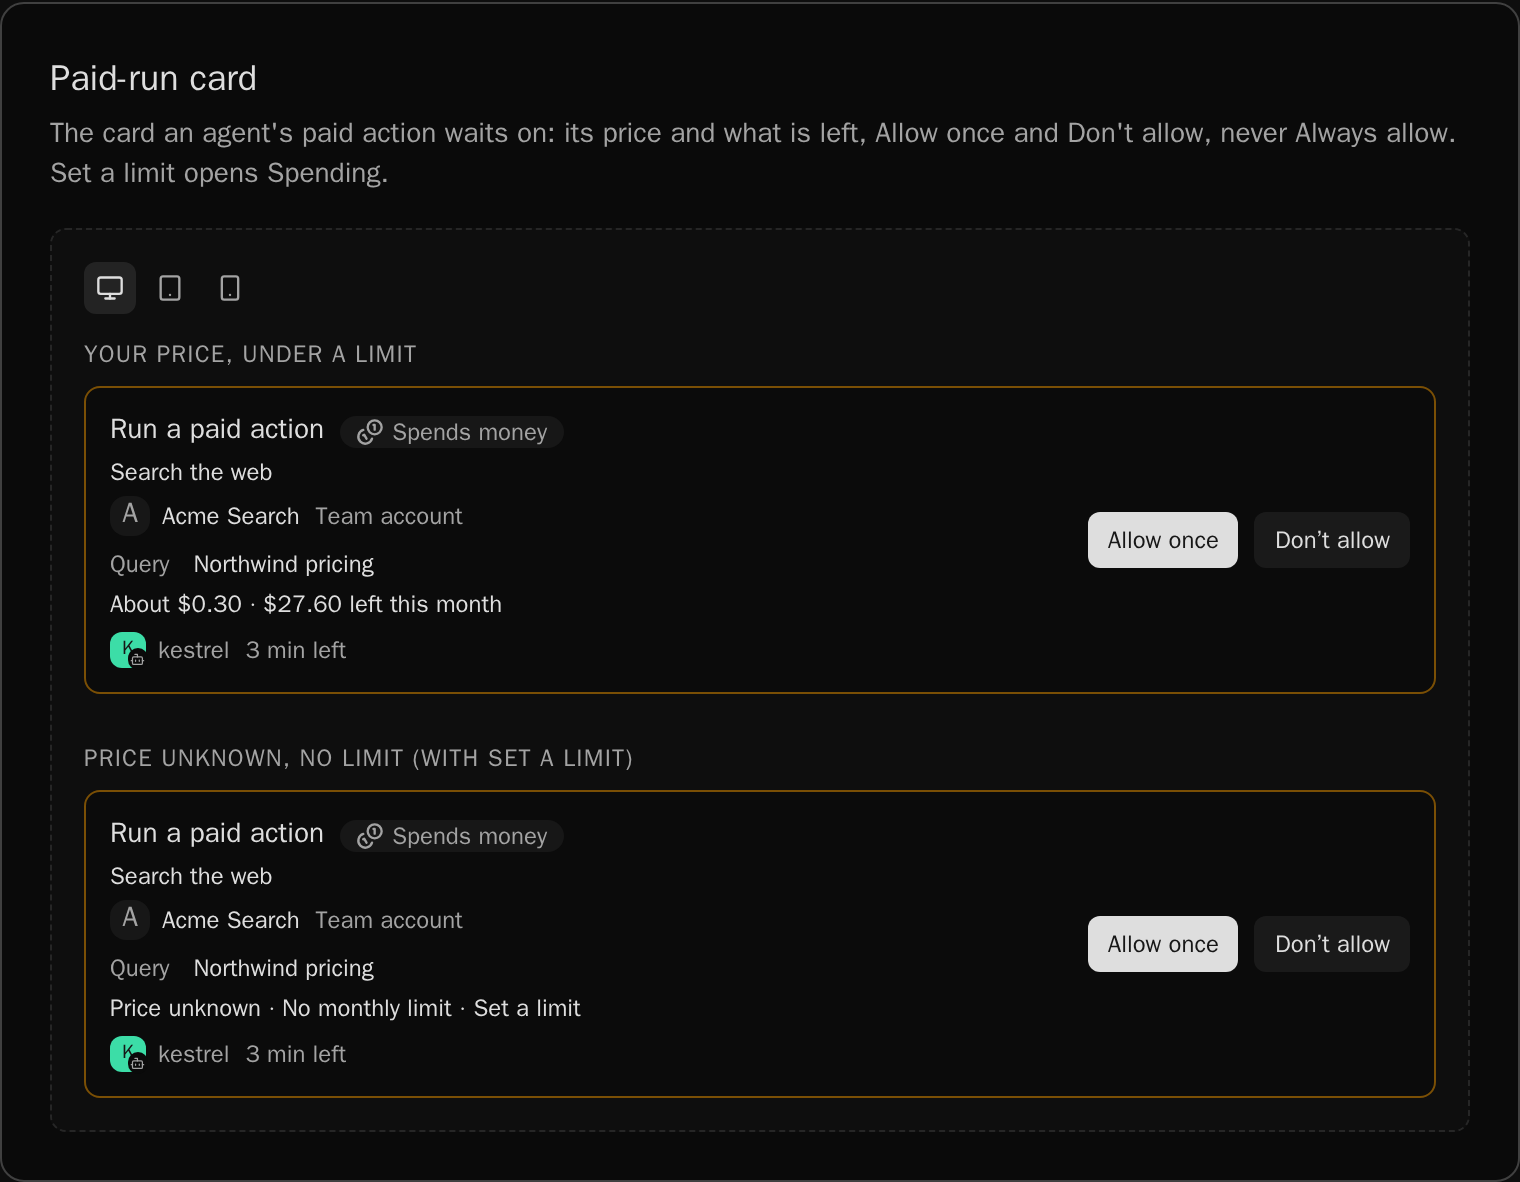 Paid-run card
The card an agent's paid action waits on: its price and what is left, Allow once and Don't allow, never Always allow.
Set a limit opens Spending.
YOUR PRICE, UNDER A LIMIT
Run a paid action Spends money
Search the web
A Acme Search Team account
Query Northwind pricing
About $0.30 · $27.60 left this month
K kestrel 3 min left
Allow once Don’t allow
PRICE UNKNOWN, NO LIMIT (WITH SET A LIMIT)
Run a paid action Spends money
Search the web
A Acme Search Team account
Query Northwind pricing
Price unknown · No monthly limit · Set a limit
K kestrel 3 min left
Allow once Don’t allow